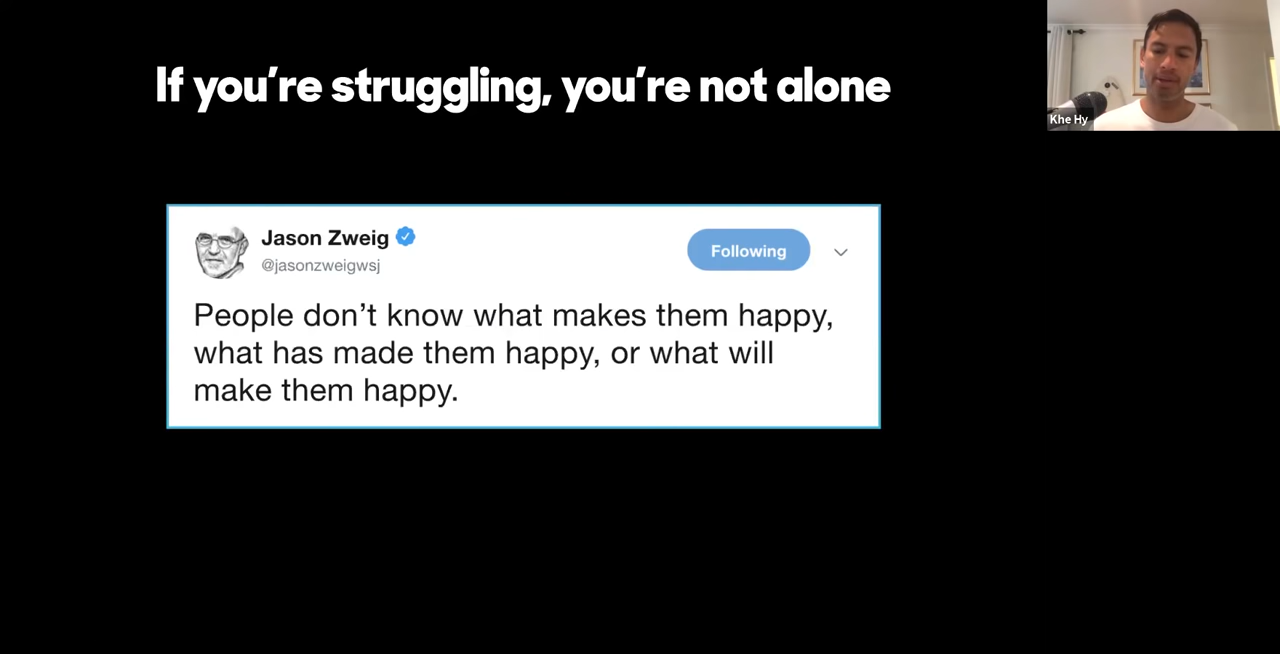 If you're struggling, you're not alone
Khe Hy
Jason Zweig
@jasonzweigwsj
Following
People don't know what makes them happy,
what has made them happy, or what will
make them happy.